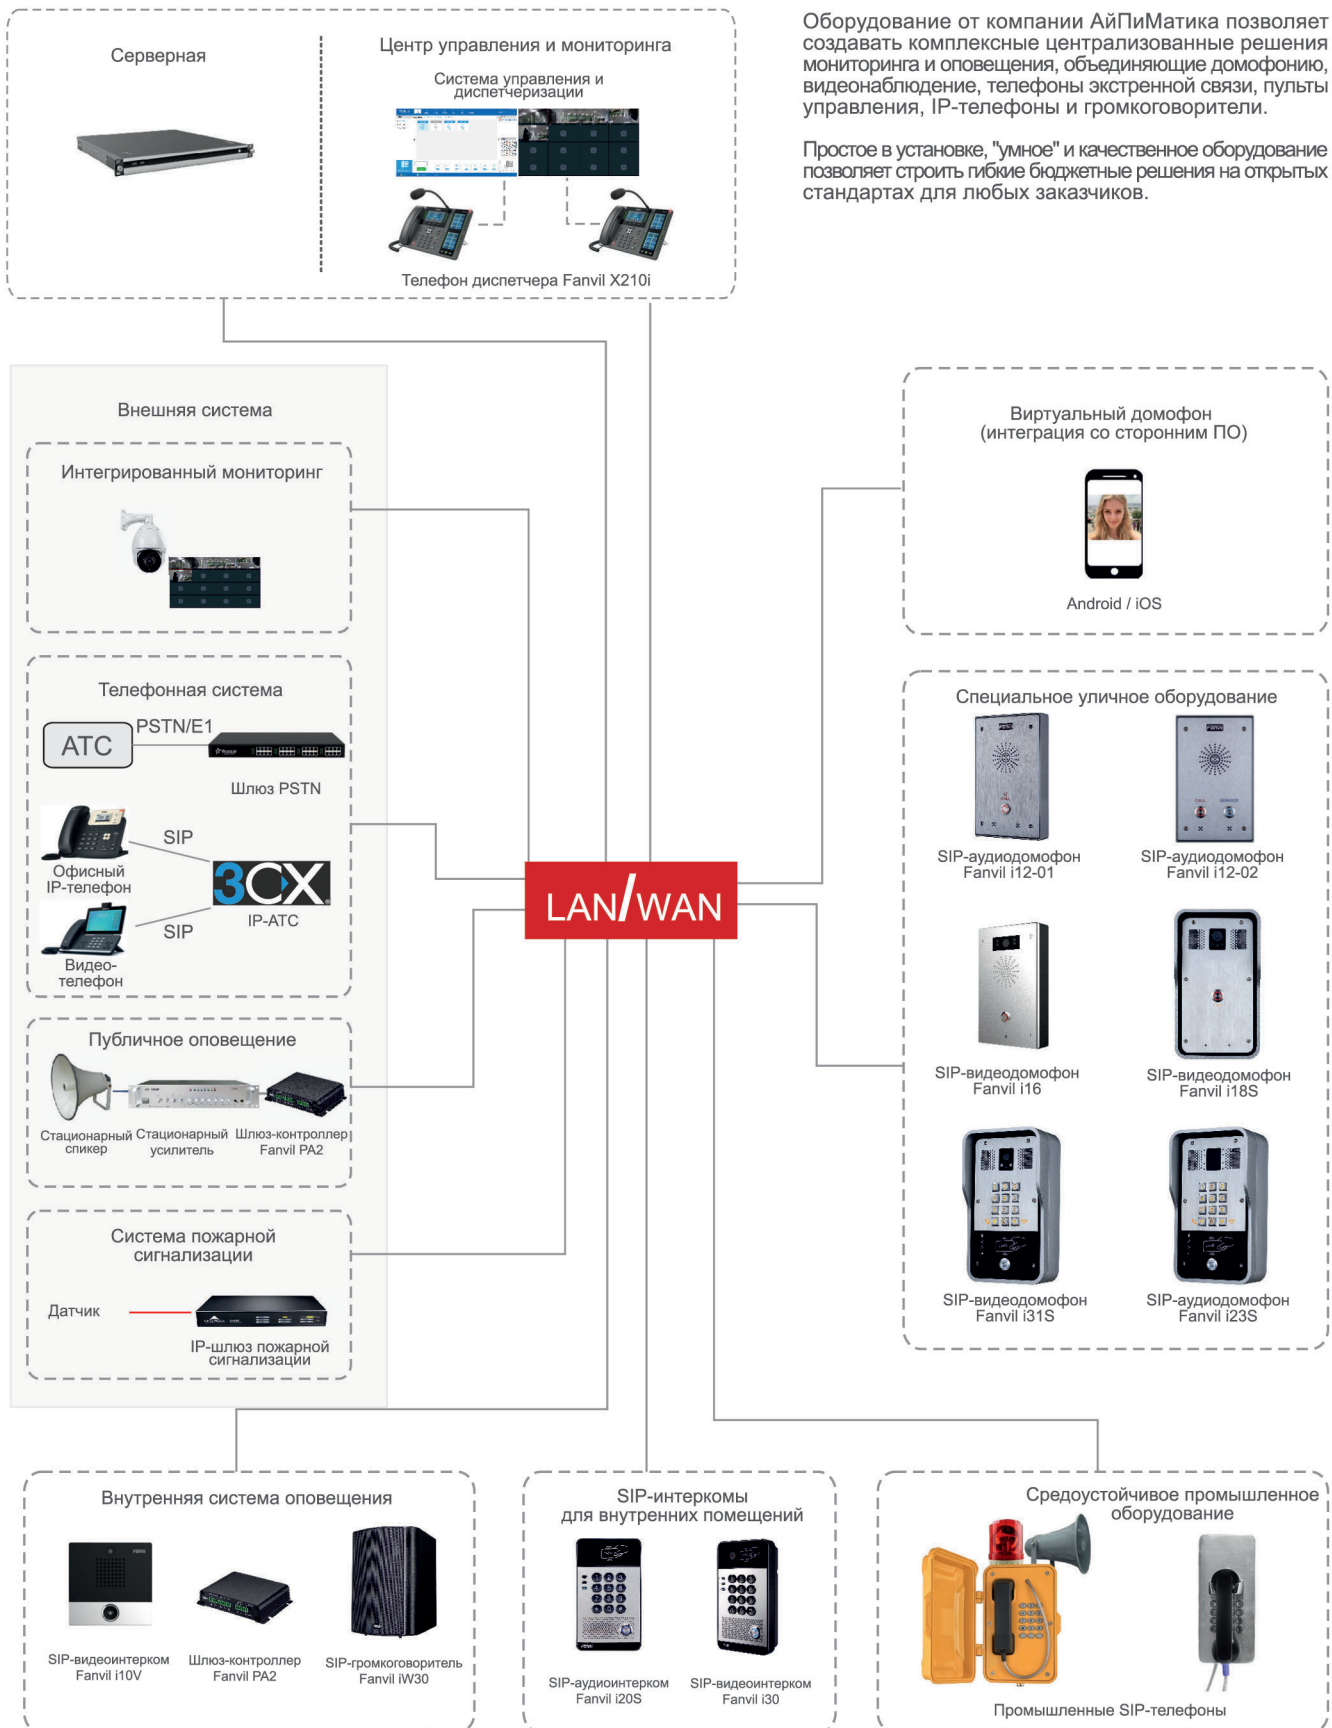 Серверная
Центр управления и мониторинга
Система управления и
диспетчеризации
Телефон диспетчера Fanvil X210i
Оборудование от компании АйПиМатика позволяет
создавать комплексные централизованные решения
мониторинга и оповещения, объединяющие домофонию,
видеонаблюдение, телефоны экстренной связи, пульты
управления, IP-телефоны и громкоговорители.
Простое в установке, "умное" и качественное оборудование
позволяет строить гибкие бюджетные решения на открытых
стандартах для любых заказчиков.
Внешняя система
Интегрированный мониторинг
Телефонная система
АТС
PSTN/E1
Шлюз PSTN
SIP
Офисный
IP-телефон
3CX
IP-АТС
SIP
Видео-
телефон
Публичное оповещение
Стационарный
спикер
Стационарный
усилитель
Шлюз-контроллер
Fanvil PA2
Система пожарной
сигнализации
Датчик
IP-шлюз пожарной
сигнализации
LAN/WAN
Виртуальный домофон
(интеграция со сторонним ПО)
Android / iOS
Специальное уличное оборудование
SIP-аудиодомофон
Fanvil i12-01
CALL
SERVICE
SIP-аудиодомофон
Fanvil i12-02
SIP-видеодомофон
Fanvil i16
SIP-видеодомофон
Fanvil i18S
SIP-видеодомофон
Fanvil i31S
SIP-аудиодомофон
Fanvil i23S
Внутренняя система оповещения
SIP-видеоинтерком
Fanvil i10V
Шлюз-контроллер
Fanvil PA2
SIP-громкоговоритель
Fanvil iW30
SIP-интеркомы
для внутренних помещений
SIP-аудиоинтерком
Fanvil i20S
SIP-видеоинтерком
Fanvil i30
Средоустойчивое промышленное
оборудование
Промышленные SIP-телефоны